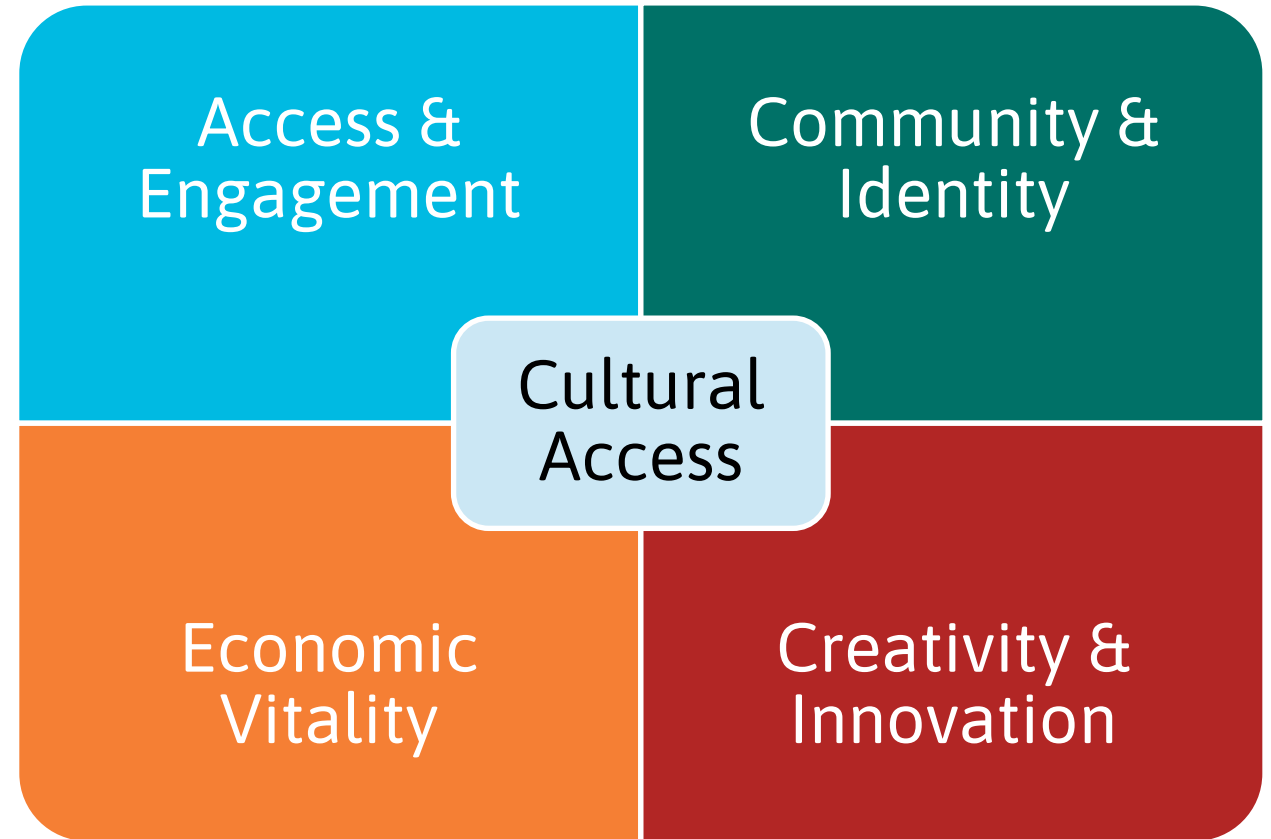 Access &
Engagement
Community &
Identity
Cultural
Access
Economic
Vitality
Creativity &
Innovation